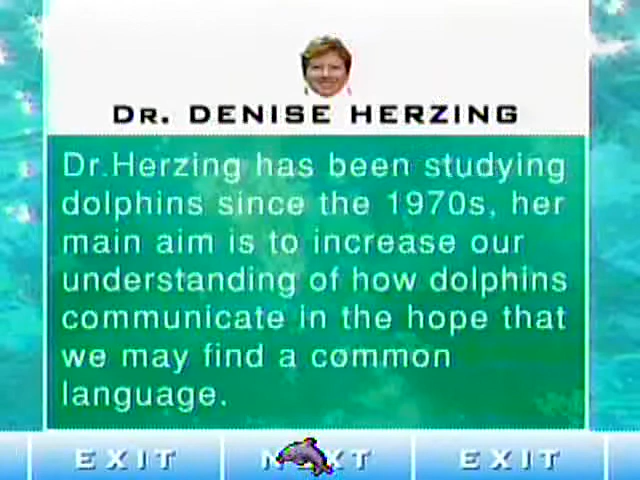 DR. DENISE HERZING
Dr.Herzing has been studying
dolphins since the 1970s, her
main aim is to increase our
understanding of how dolphins
communicate in the hope that
we may find a common
language.
EXIT NEXT EXIT